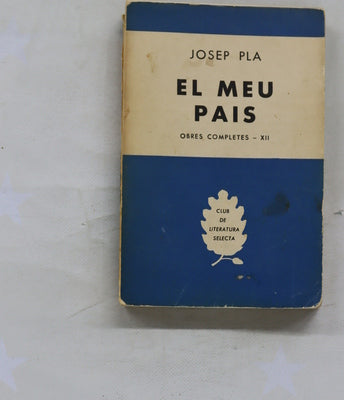 JOSEP PLA
EL MEU
PAIS
OBRES COMPLETES – XII
CLUB
DE
LITERATURA
SELECTA